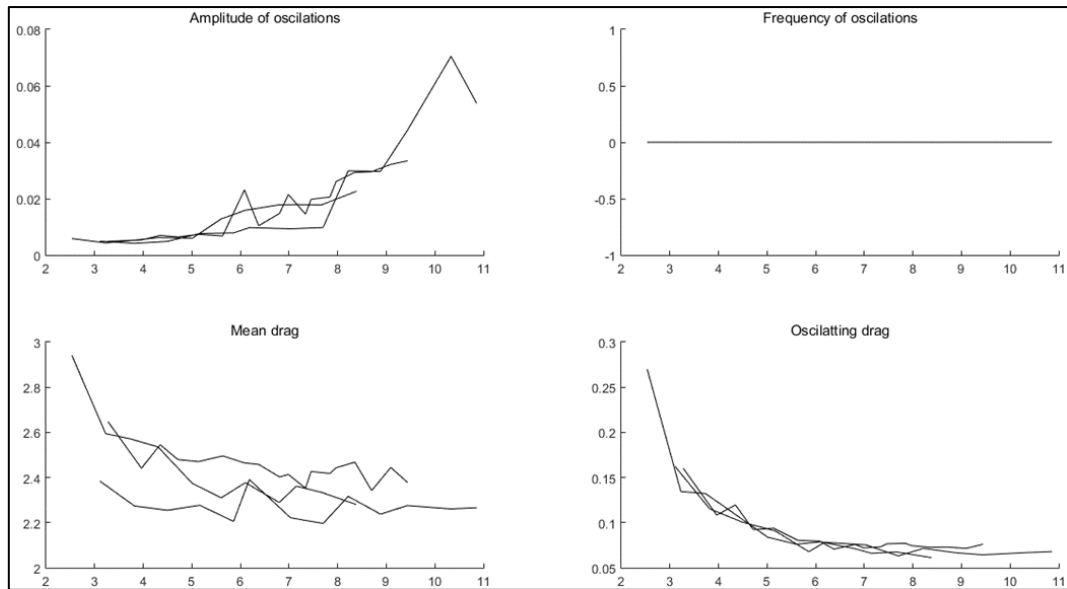 Amplitude of oscilations
0.08
0.06
0.04
0.02
0
2 3 4 5 6 7 8 9 10 11
Frequency of oscilations
1
0.5
0
-0.5
-1
2 3 4 5 6 7 8 9 10 11
Mean drag
3
2.8
2.6
2.4
2.2
2
2 3 4 5 6 7 8 9 10 11
Oscilatting drag
0.3
0.25
0.2
0.15
0.1
0.05
2 3 4 5 6 7 8 9 10 11